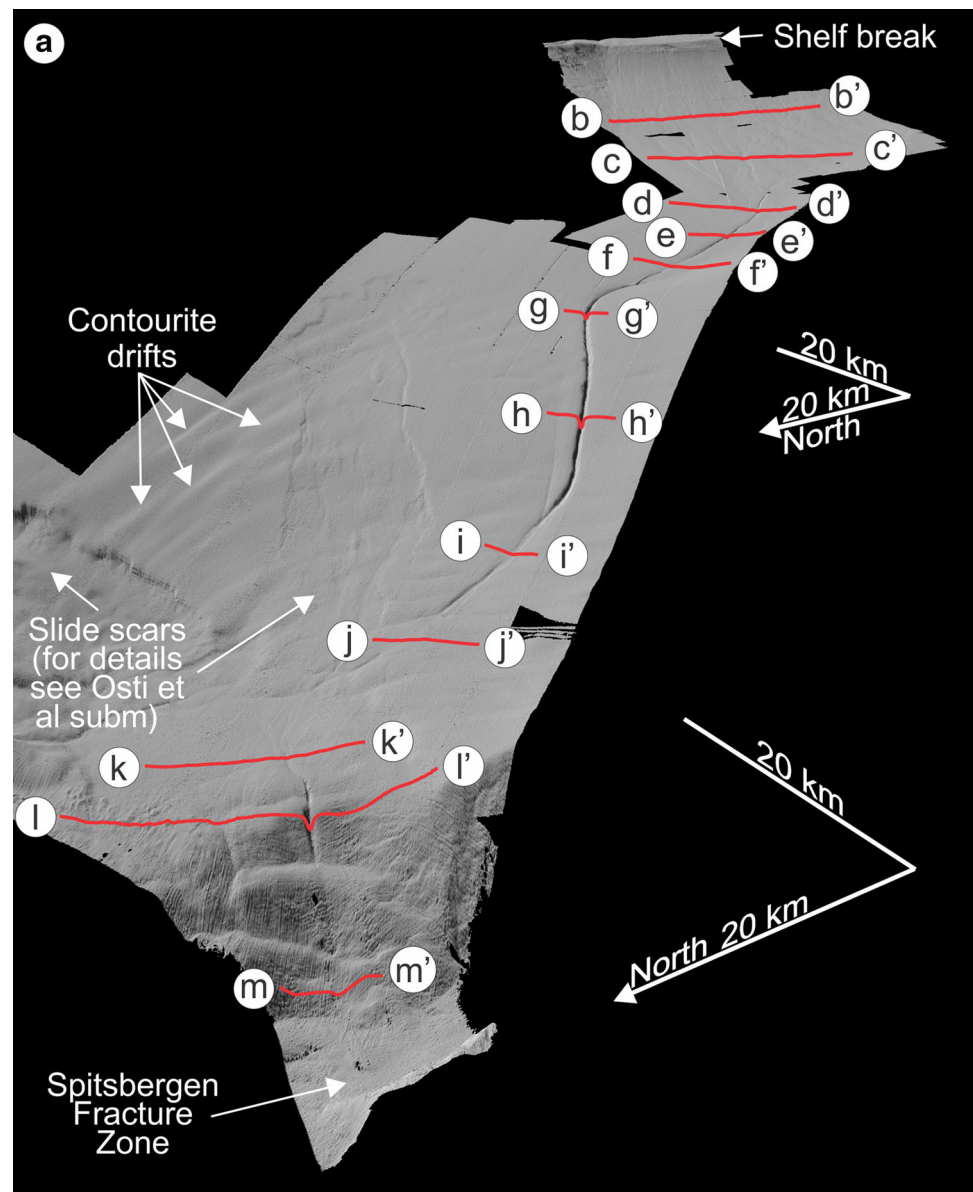 a
Shelf break
b
b’
c
c’
d
d’
e
e’
f
f’
g
g’
Contourite
drifts
20 km
20 km
North
h
h’
i
i’
Slide scars
(for details
see Osti et
al subm)
j
j’
k
k’
l
l’
20 km
North 20 km
m
m’
Spitsbergen
Fracture
Zone